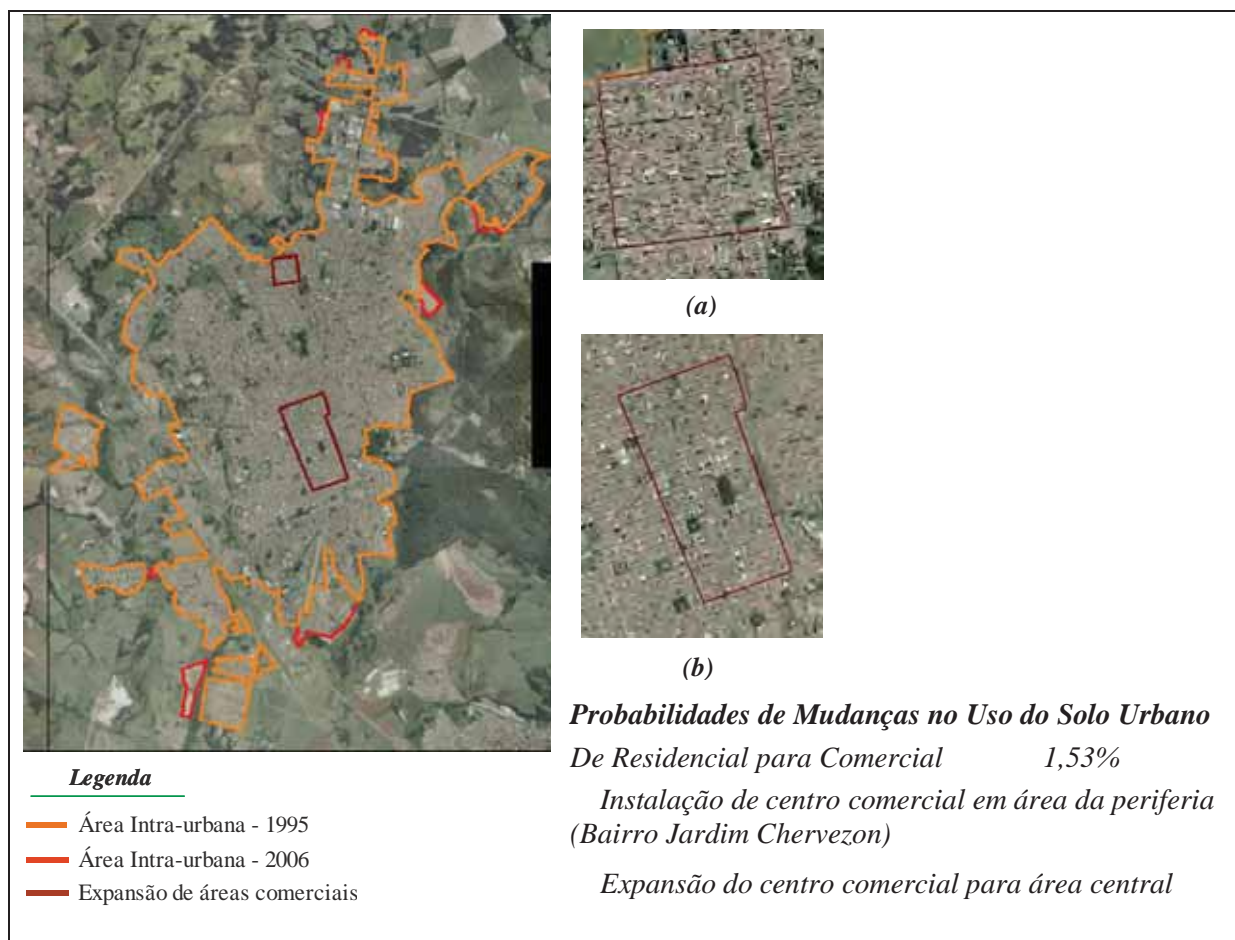 (a)
(b)
Probabilidades de Mudanças no Uso do Solo Urbano
De Residencial para Comercial 1,53%
Instalação de centro comercial em área da periferia
(Bairro Jardim Chervezon)
Expansão do centro comercial para área central
Legenda
Área Intra-urbana - 1995
Área Intra-urbana - 2006
Expansão de áreas comerciais